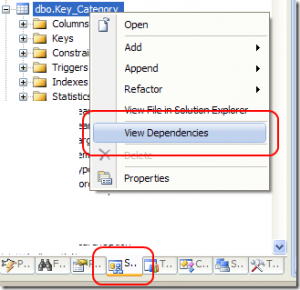 dbo.Key_Category
Columns
Keys
Constrai
Triggers
Indexes
Statistic
Open
Add
Append
Refactor
View File in Solution Explorer
View Dependencies
Delete
Properties
P..
F..
S..
T..
C..
S..
T..